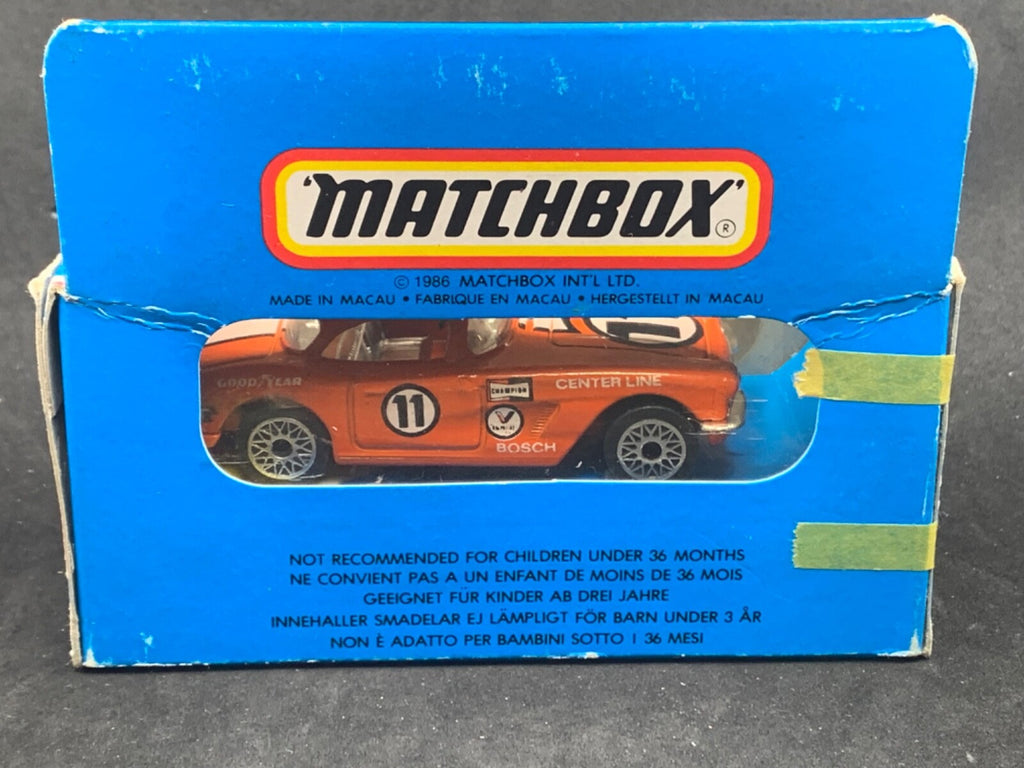 'MATCHBOX'®
© 1986 MATCHBOX INT'L LTD.
MADE IN MACAU • FABRIQUE EN MACAU • HERGESTELLT IN MACAU
GOODYEAR
11
CHAMPION
CENTER LINE
BOSCH
NOT RECOMMENDED FOR CHILDREN UNDER 36 MONTHS
NE CONVIENT PAS A UN ENFANT DE MOINS DE 36 MOIS
GEEIGNET FÜR KINDER AB DREI JAHRE
INNEHALLER SMADELAR EJ LÄMPLIGT FÖR BARN UNDER 3 ÅR
NON È ADATTO PER BAMBINI SOTTO I 36 MESI